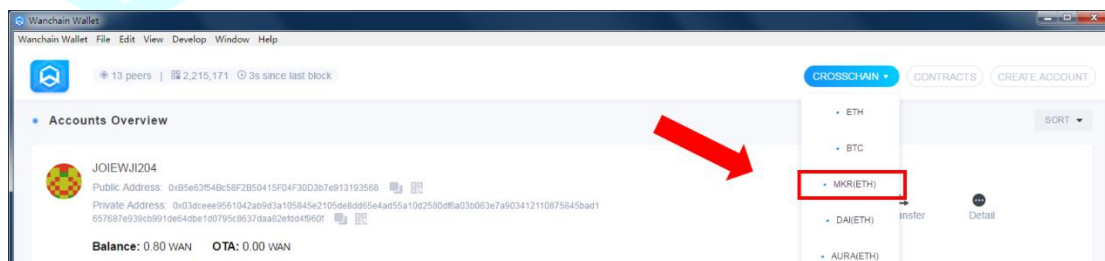 Wanchain Wallet
Wanchain Wallet File Edit View Develop Window Help
13 peers | 2,215,171 3s since last block
CROSSCHAIN
CONTRACTS
CREATE ACCOUNT
Accounts Overview
SORT
ETH
BTC
MKR(ETH)
DAI(ETH)
AURA(ETH)
JOIEWJI204
Public Address: 0xB5e63f54Bc58F2B50415F04F30D3b7e913193568
Private Address: 0x03dceee9561042ab9d3a105845e2105de8dd65e4ad55a10d2580df6a03b063e7a903412110875845bad1
657687e939cb991de64dbe1d0795c8637daa82efdd4f960f
nsfer
Detail
Balance: 0.80 WAN OTA: 0.00 WAN